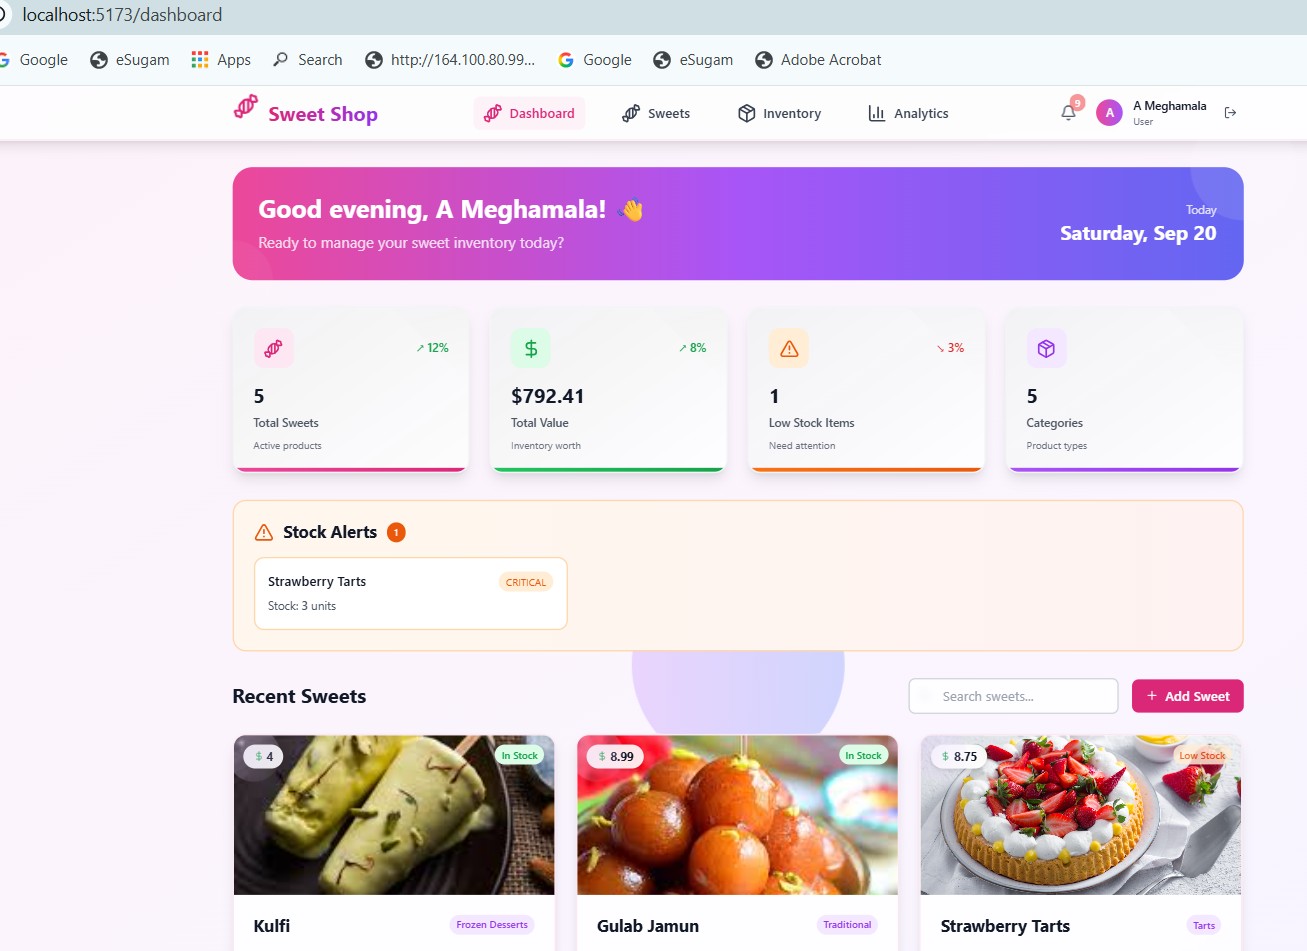 localhost:5173/dashboard
Google eSugam Apps Search http://164.100.80.99... Google eSugam Adobe Acrobat
Sweet Shop Dashboard Sweets Inventory Analytics 9 A A Meghamala
User
Good evening, A Meghamala! 👋
Ready to manage your sweet inventory today?
Today
Saturday, Sep 20
↗ 12%
5
Total Sweets
Active products
$
↗ 8%
$792.41
Total Value
Inventory worth
↘ 3%
1
Low Stock Items
Need attention
5
Categories
Product types
Stock Alerts 1
Strawberry Tarts CRITICAL
Stock: 3 units
Recent Sweets Search sweets... + Add Sweet
$ 4 In Stock
Kulfi Frozen Desserts
$ 8.99 In Stock
Gulab Jamun Traditional
$ 8.75 Low Stock
Strawberry Tarts Tarts